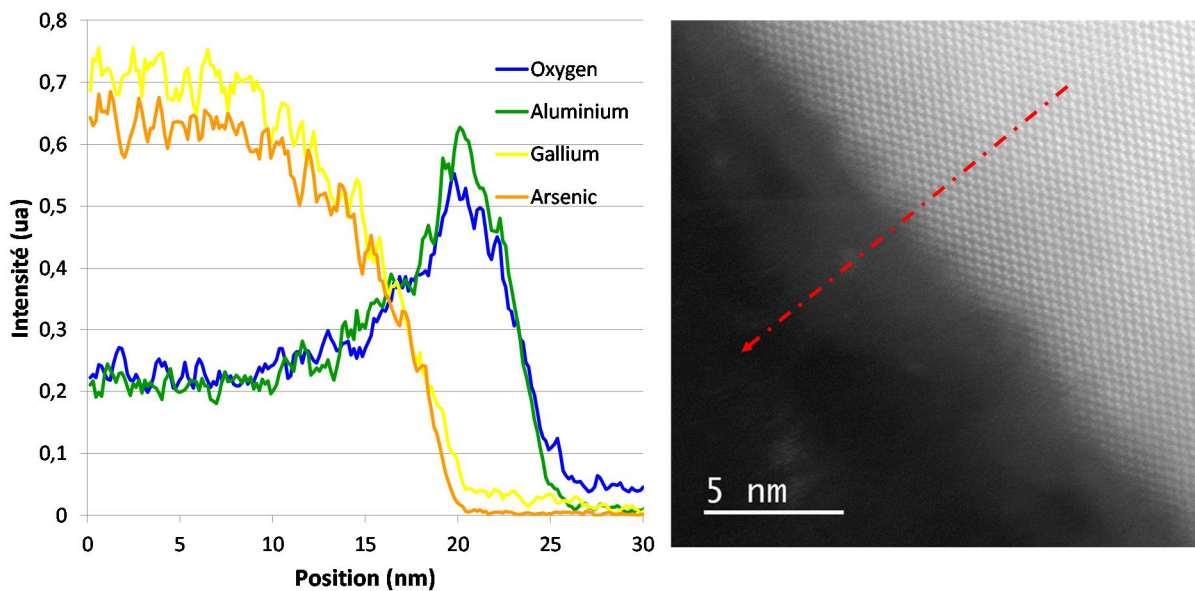 Intensité (ua)
0,8
0,7
0,6
0,5
0,4
0,3
0,2
0,1
0
Oxygen
Aluminium
Gallium
Arsenic
0 5 10 15 20 25 30
Position (nm)
5 nm